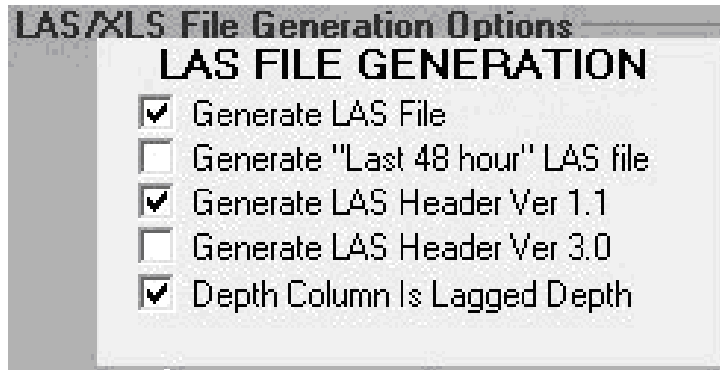 LAS/XLS File Generation Options
LAS FILE GENERATION
Generate LAS File
Generate "Last 48 hour" LAS file
Generate LAS Header Ver 1.1
Generate LAS Header Ver 3.0
Depth Column Is Lagged Depth